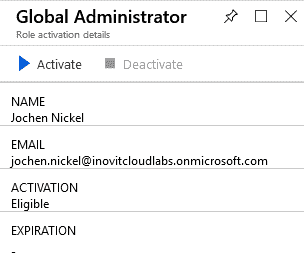 Global Administrator
Role activation details
Activate Deactivate
NAME
Jochen Nickel
EMAIL
jochen.nickel@inovitcloudlabs.onmicrosoft.com
ACTIVATION
Eligible
EXPIRATION
-